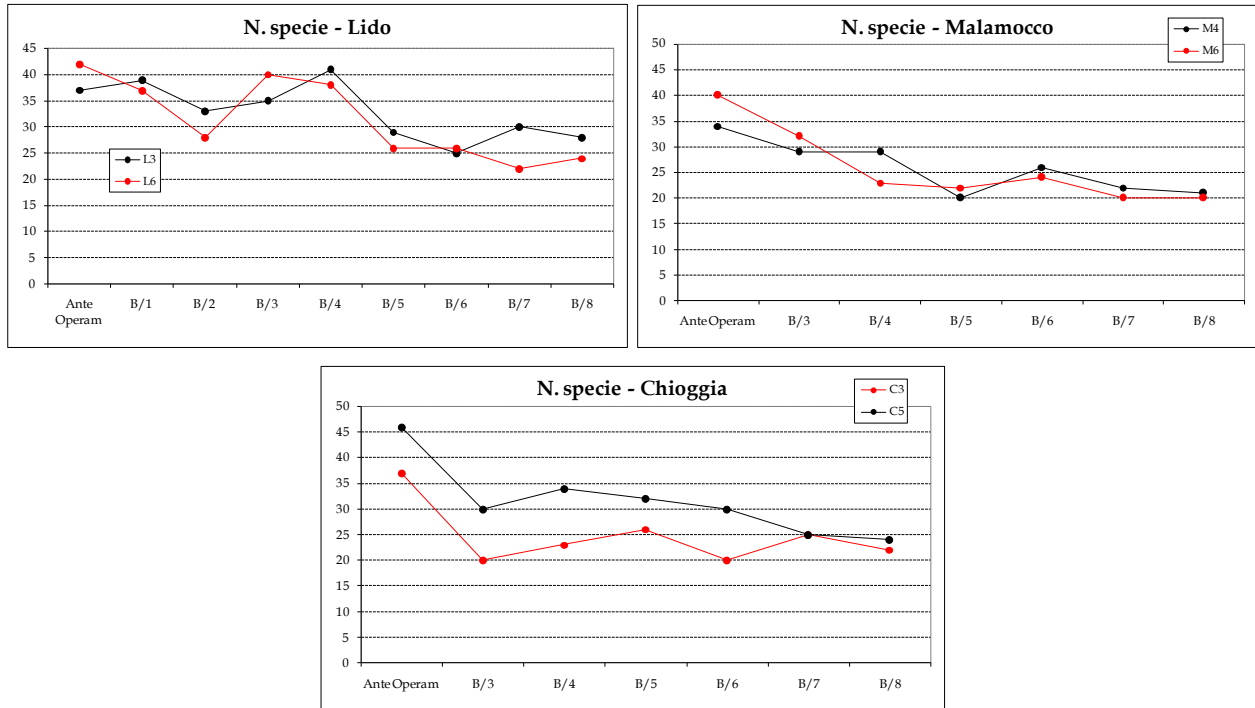 N. specie - Lido
45
40
35
30
25
20
15
10
5
0
L3
L6
Ante Operam B/1 B/2 B/3 B/4 B/5 B/6 B/7 B/8
N. specie - Malamocco
M4
M6
50
45
40
35
30
25
20
15
10
5
0
Ante Operam B/3 B/4 B/5 B/6 B/7 B/8
N. specie - Chioggia
C3
C5
50
45
40
35
30
25
20
15
10
5
0
Ante Operam B/3 B/4 B/5 B/6 B/7 B/8